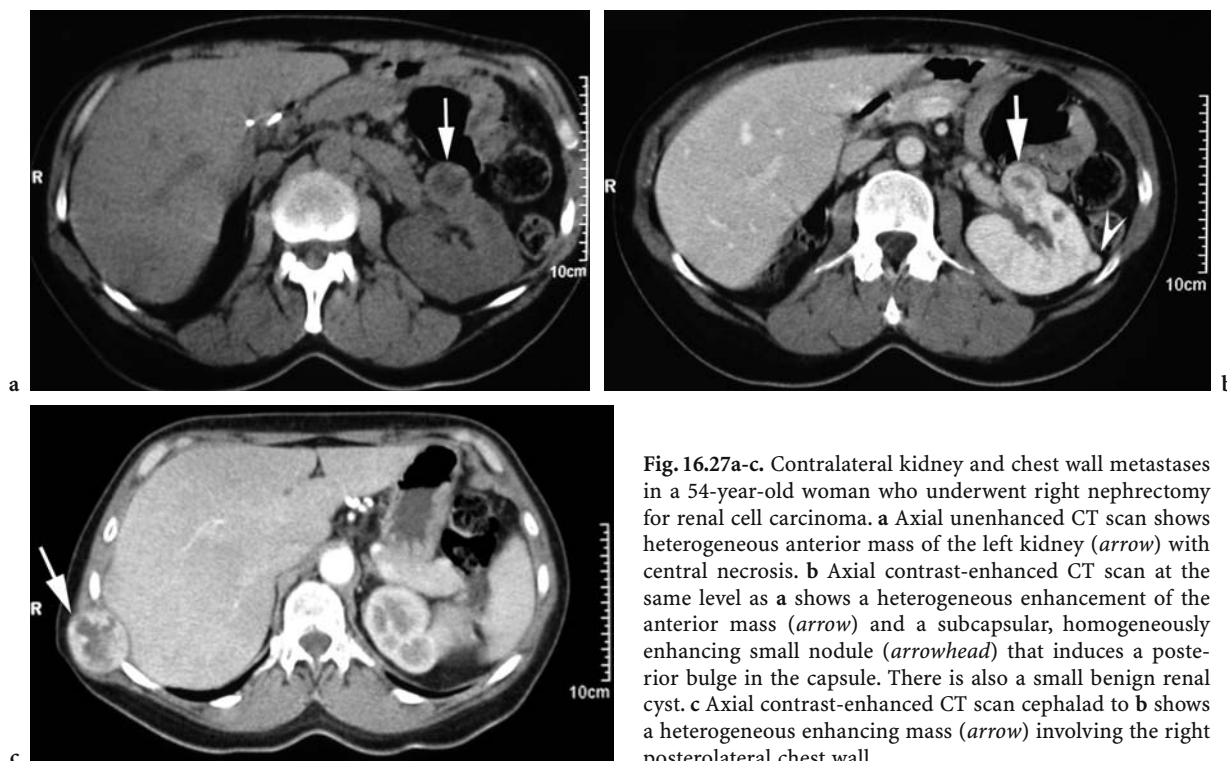 R
10cm
a
R
10cm
b
R
10cm
c
Fig. 16.27a-c. Contralateral kidney and chest wall metastases
in a 54-year-old woman who underwent right nephrectomy
for renal cell carcinoma. a Axial unenhanced CT scan shows
heterogeneous anterior mass of the left kidney (arrow) with
central necrosis. b Axial contrast-enhanced CT scan at the
same level as a shows a heterogeneous enhancement of the
anterior mass (arrow) and a subcapsular, homogeneously
enhancing small nodule (arrowhead) that induces a poste-
rior bulge in the capsule. There is also a small benign renal
cyst. c Axial contrast-enhanced CT scan cephalad to b shows
a heterogeneous enhancing mass (arrow) involving the right
posterolateral chest wall